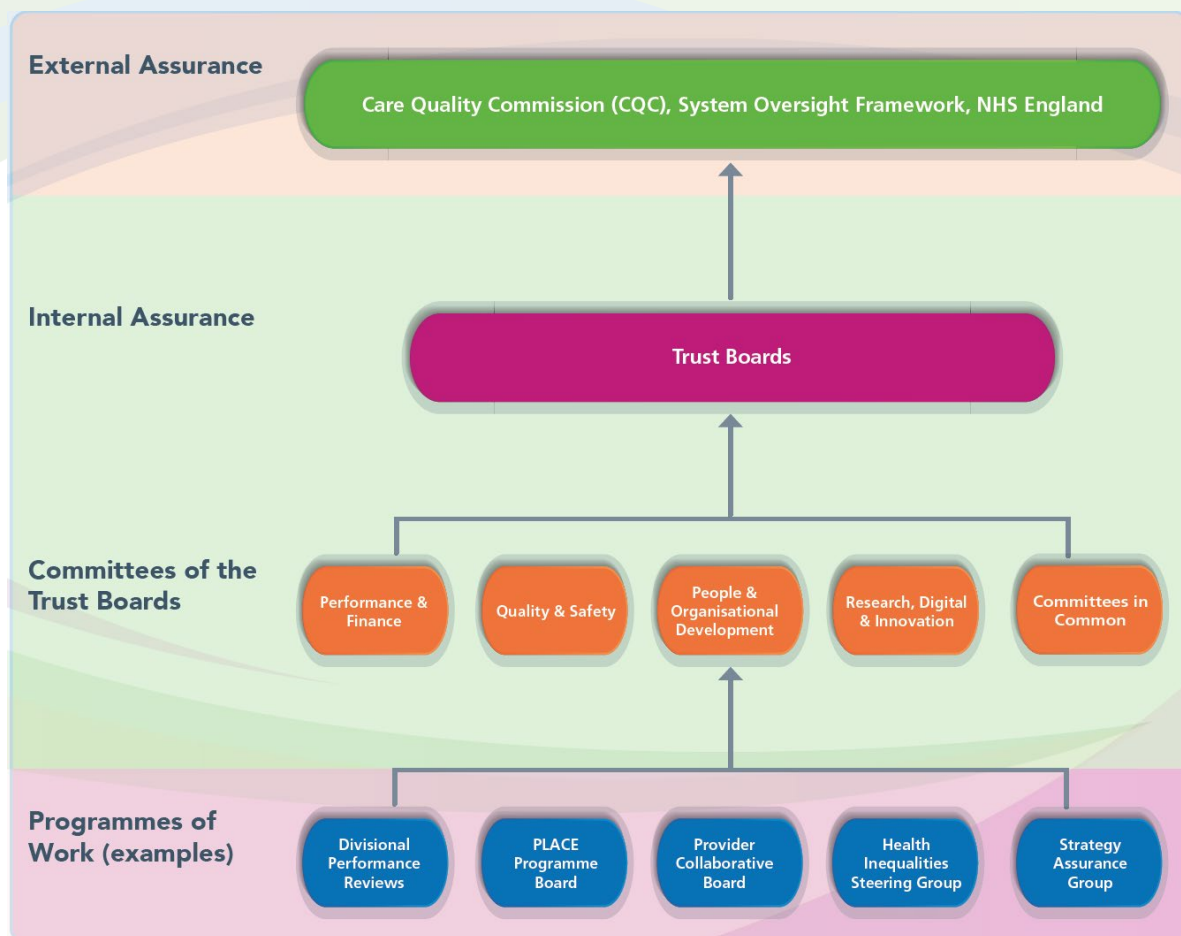 External Assurance
Care Quality Commission (CQC), System Oversight Framework, NHS England
Internal Assurance
Trust Boards
Committees of the
Trust Boards
Performance &
Finance
Quality & Safety
People &
Organisational
Development
Research, Digital
& Innovation
Committees in
Common
Programmes of
Work (examples)
Divisional
Performance
Reviews
PLACE
Programme
Board
Provider
Collaborative
Board
Health
Inequalities
Steering Group
Strategy
Assurance
Group